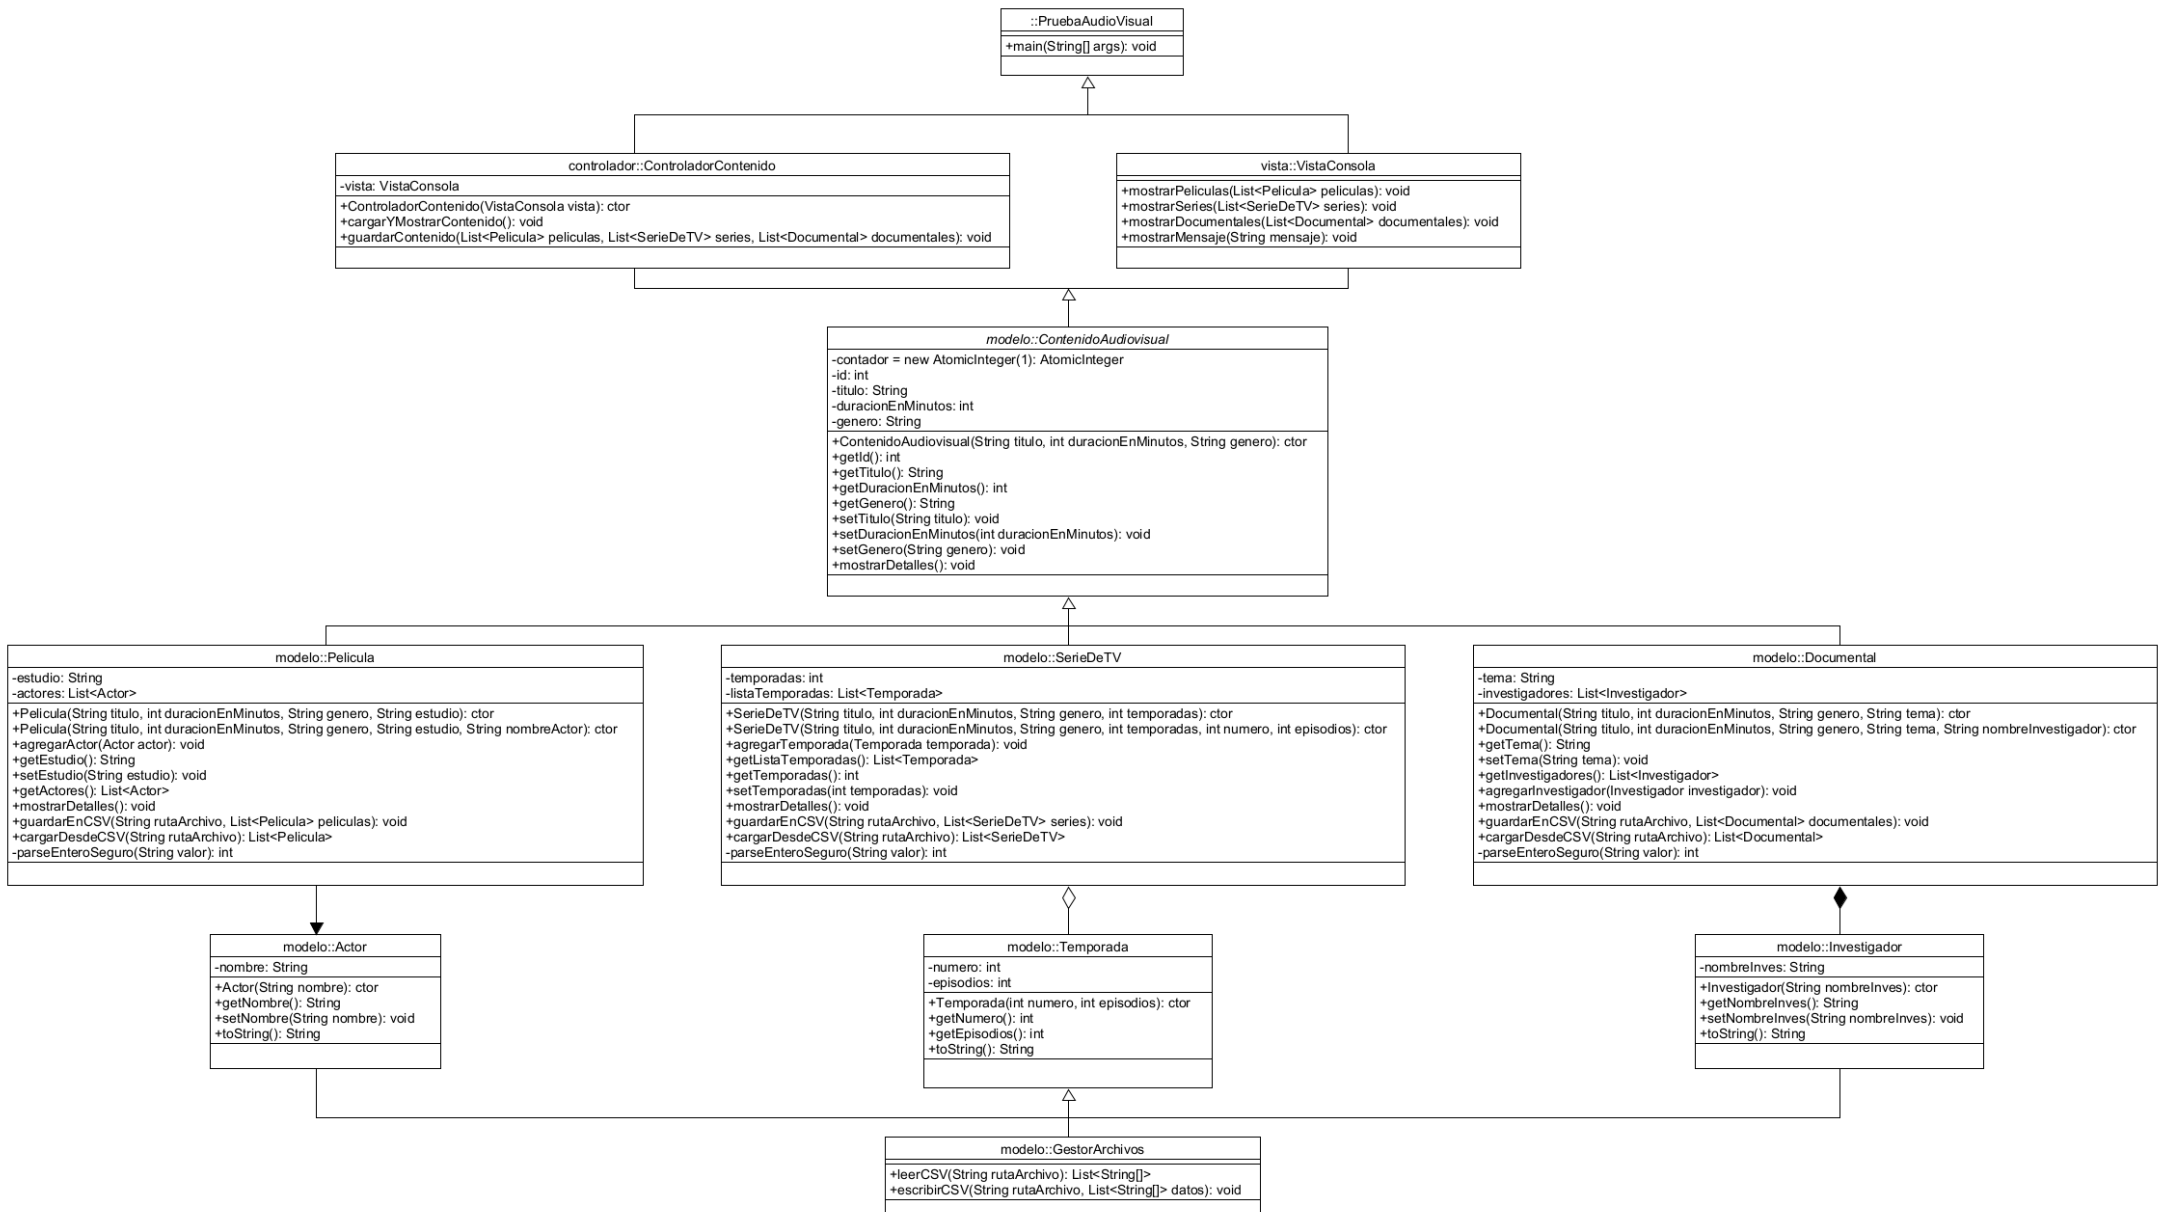 ::PruebaAudioVisual
+main(String[] args): void
controlador::ControladorContenido
-vista: VistaConsola
+ControladorContenido(VistaConsola vista): ctor
+cargarYMostrarContenido(): void
+guardarContenido(List<Pelicula> peliculas, List<SerieDeTV> series, List<Documental> documentales): void
vista::VistaConsola
+mostrarPeliculas(List<Pelicula> peliculas): void
+mostrarSeries(List<SerieDeTV> series): void
+mostrarDocumentales(List<Documental> documentales): void
+mostrarMensaje(String mensaje): void
modelo::ContenidoAudiovisual
-contador = new AtomicInteger(1): AtomicInteger
-id: int
-titulo: String
-duracionEnMinutos: int
-genero: String
+ContenidoAudiovisual(String titulo, int duracionEnMinutos, String genero): ctor
+getId(): int
+getTitulo(): String
+getDuracionEnMinutos(): int
+getGenero(): String
+setTitulo(String titulo): void
+setDuracionEnMinutos(int duracionEnMinutos): void
+setGenero(String genero): void
+mostrarDetalles(): void
modelo::Pelicula
-estudio: String
-actores: List<Actor>
+Pelicula(String titulo, int duracionEnMinutos, String genero, String estudio): ctor
+Pelicula(String titulo, int duracionEnMinutos, String genero, String estudio, String nombreActor): ctor
+agregarActor(Actor actor): void
+getEstudio(): String
+setEstudio(String estudio): void
+getActores(): List<Actor>
+mostrarDetalles(): void
+guardarEnCSV(String rutaArchivo, List<Pelicula> peliculas): void
+cargarDesdeCSV(String rutaArchivo): List<Pelicula>
-parseEnteroSeguro(String valor): int
modelo::SerieDeTV
-temporadas: int
-listaTemporadas: List<Temporada>
+SerieDeTV(String titulo, int duracionEnMinutos, String genero, int temporadas): ctor
+SerieDeTV(String titulo, int duracionEnMinutos, String genero, int temporadas, int numero, int episodios): ctor
+agregarTemporada(Temporada temporada): void
+getListaTemporadas(): List<Temporada>
+getTemporadas(): int
+setTemporadas(int temporadas): void
+mostrarDetalles(): void
+guardarEnCSV(String rutaArchivo, List<SerieDeTV> series): void
+cargarDesdeCSV(String rutaArchivo): List<SerieDeTV>
-parseEnteroSeguro(String valor): int
modelo::Documental
-tema: String
-investigadores: List<Investigador>
+Documental(String titulo, int duracionEnMinutos, String genero, String tema): ctor
+Documental(String titulo, int duracionEnMinutos, String genero, String tema, String nombreInvestigador): ctor
+getTema(): String
+setTema(String tema): void
+getInvestigadores(): List<Investigador>
+agregarInvestigador(Investigador investigador): void
+mostrarDetalles(): void
+guardarEnCSV(String rutaArchivo, List<Documental> documentales): void
+cargarDesdeCSV(String rutaArchivo): List<Documental>
-parseEnteroSeguro(String valor): int
modelo::Actor
-nombre: String
+Actor(String nombre): ctor
+getNombre(): String
+setNombre(String nombre): void
+toString(): String
modelo::Temporada
-numero: int
-episodios: int
+Temporada(int numero, int episodios): ctor
+getNumero(): int
+getEpisodios(): int
+toString(): String
modelo::Investigador
-nombreInves: String
+Investigador(String nombreInves): ctor
+getNombreInves(): String
+setNombreInves(String nombreInves): void
+toString(): String
modelo::GestorArchivos
+leerCSV(String rutaArchivo): List<String[]>
+escribirCSV(String rutaArchivo, List<String[]> datos): void